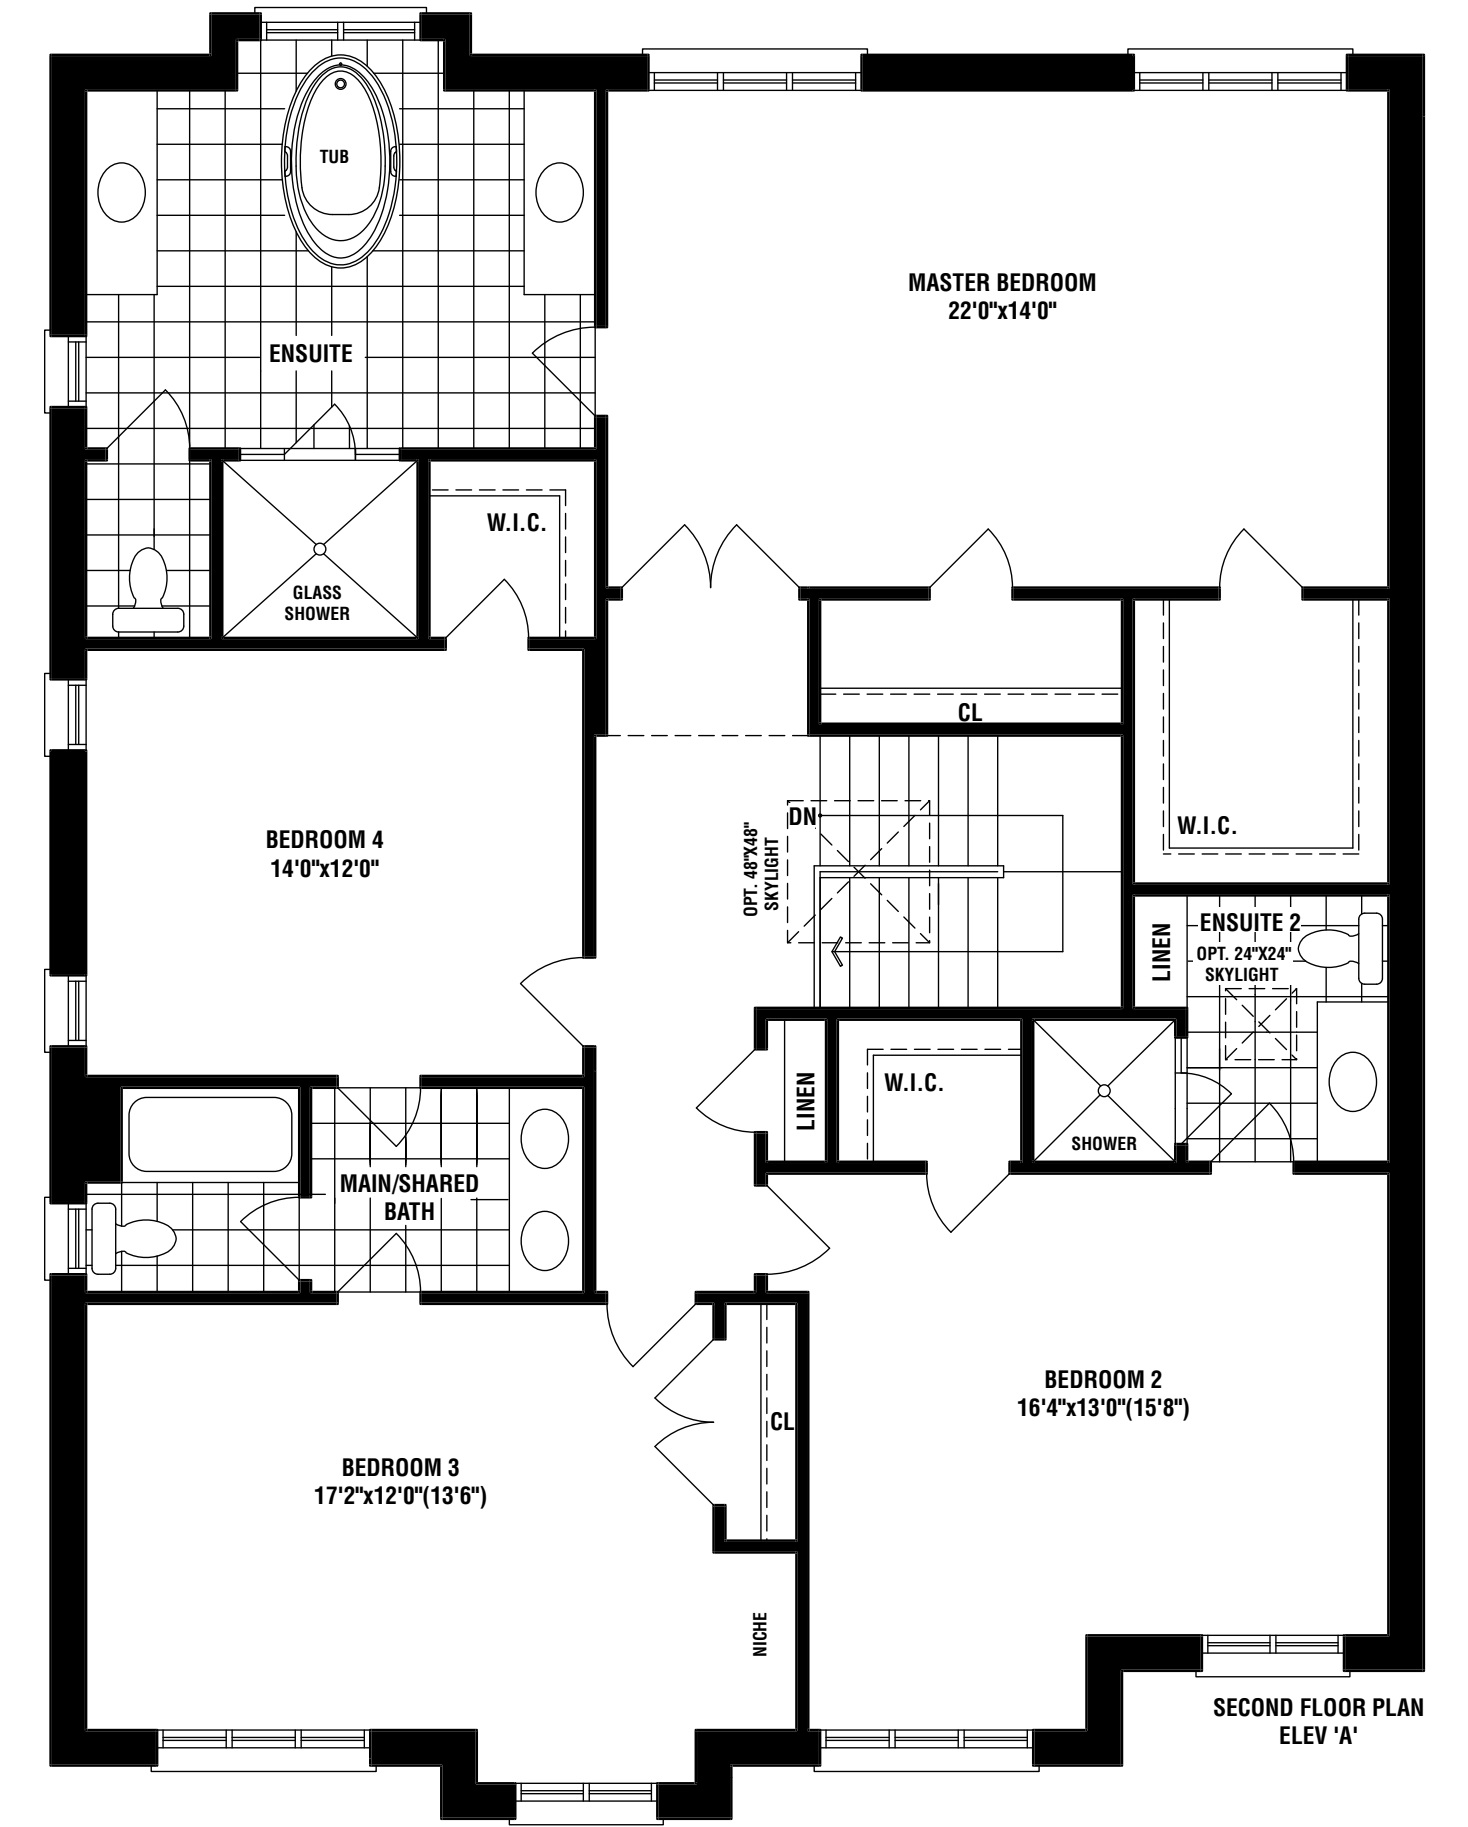 TUB
MASTER BEDROOM
22'0"x14'0"
ENSUITE
W.I.C.
GLASS
SHOWER
CL
DN
OPT. 48"X48"
SKYLIGHT
W.I.C.
BEDROOM 4
14'0"x12'0"
LINEN
ENSUITE 2
OPT. 24"X24"
SKYLIGHT
LINEN
W.I.C.
SHOWER
MAIN/SHARED
BATH
BEDROOM 2
16'4"x13'0"(15'8")
CL
BEDROOM 3
17'2"x12'0"(13'6")
NICHE
SECOND FLOOR PLAN
ELEV 'A'